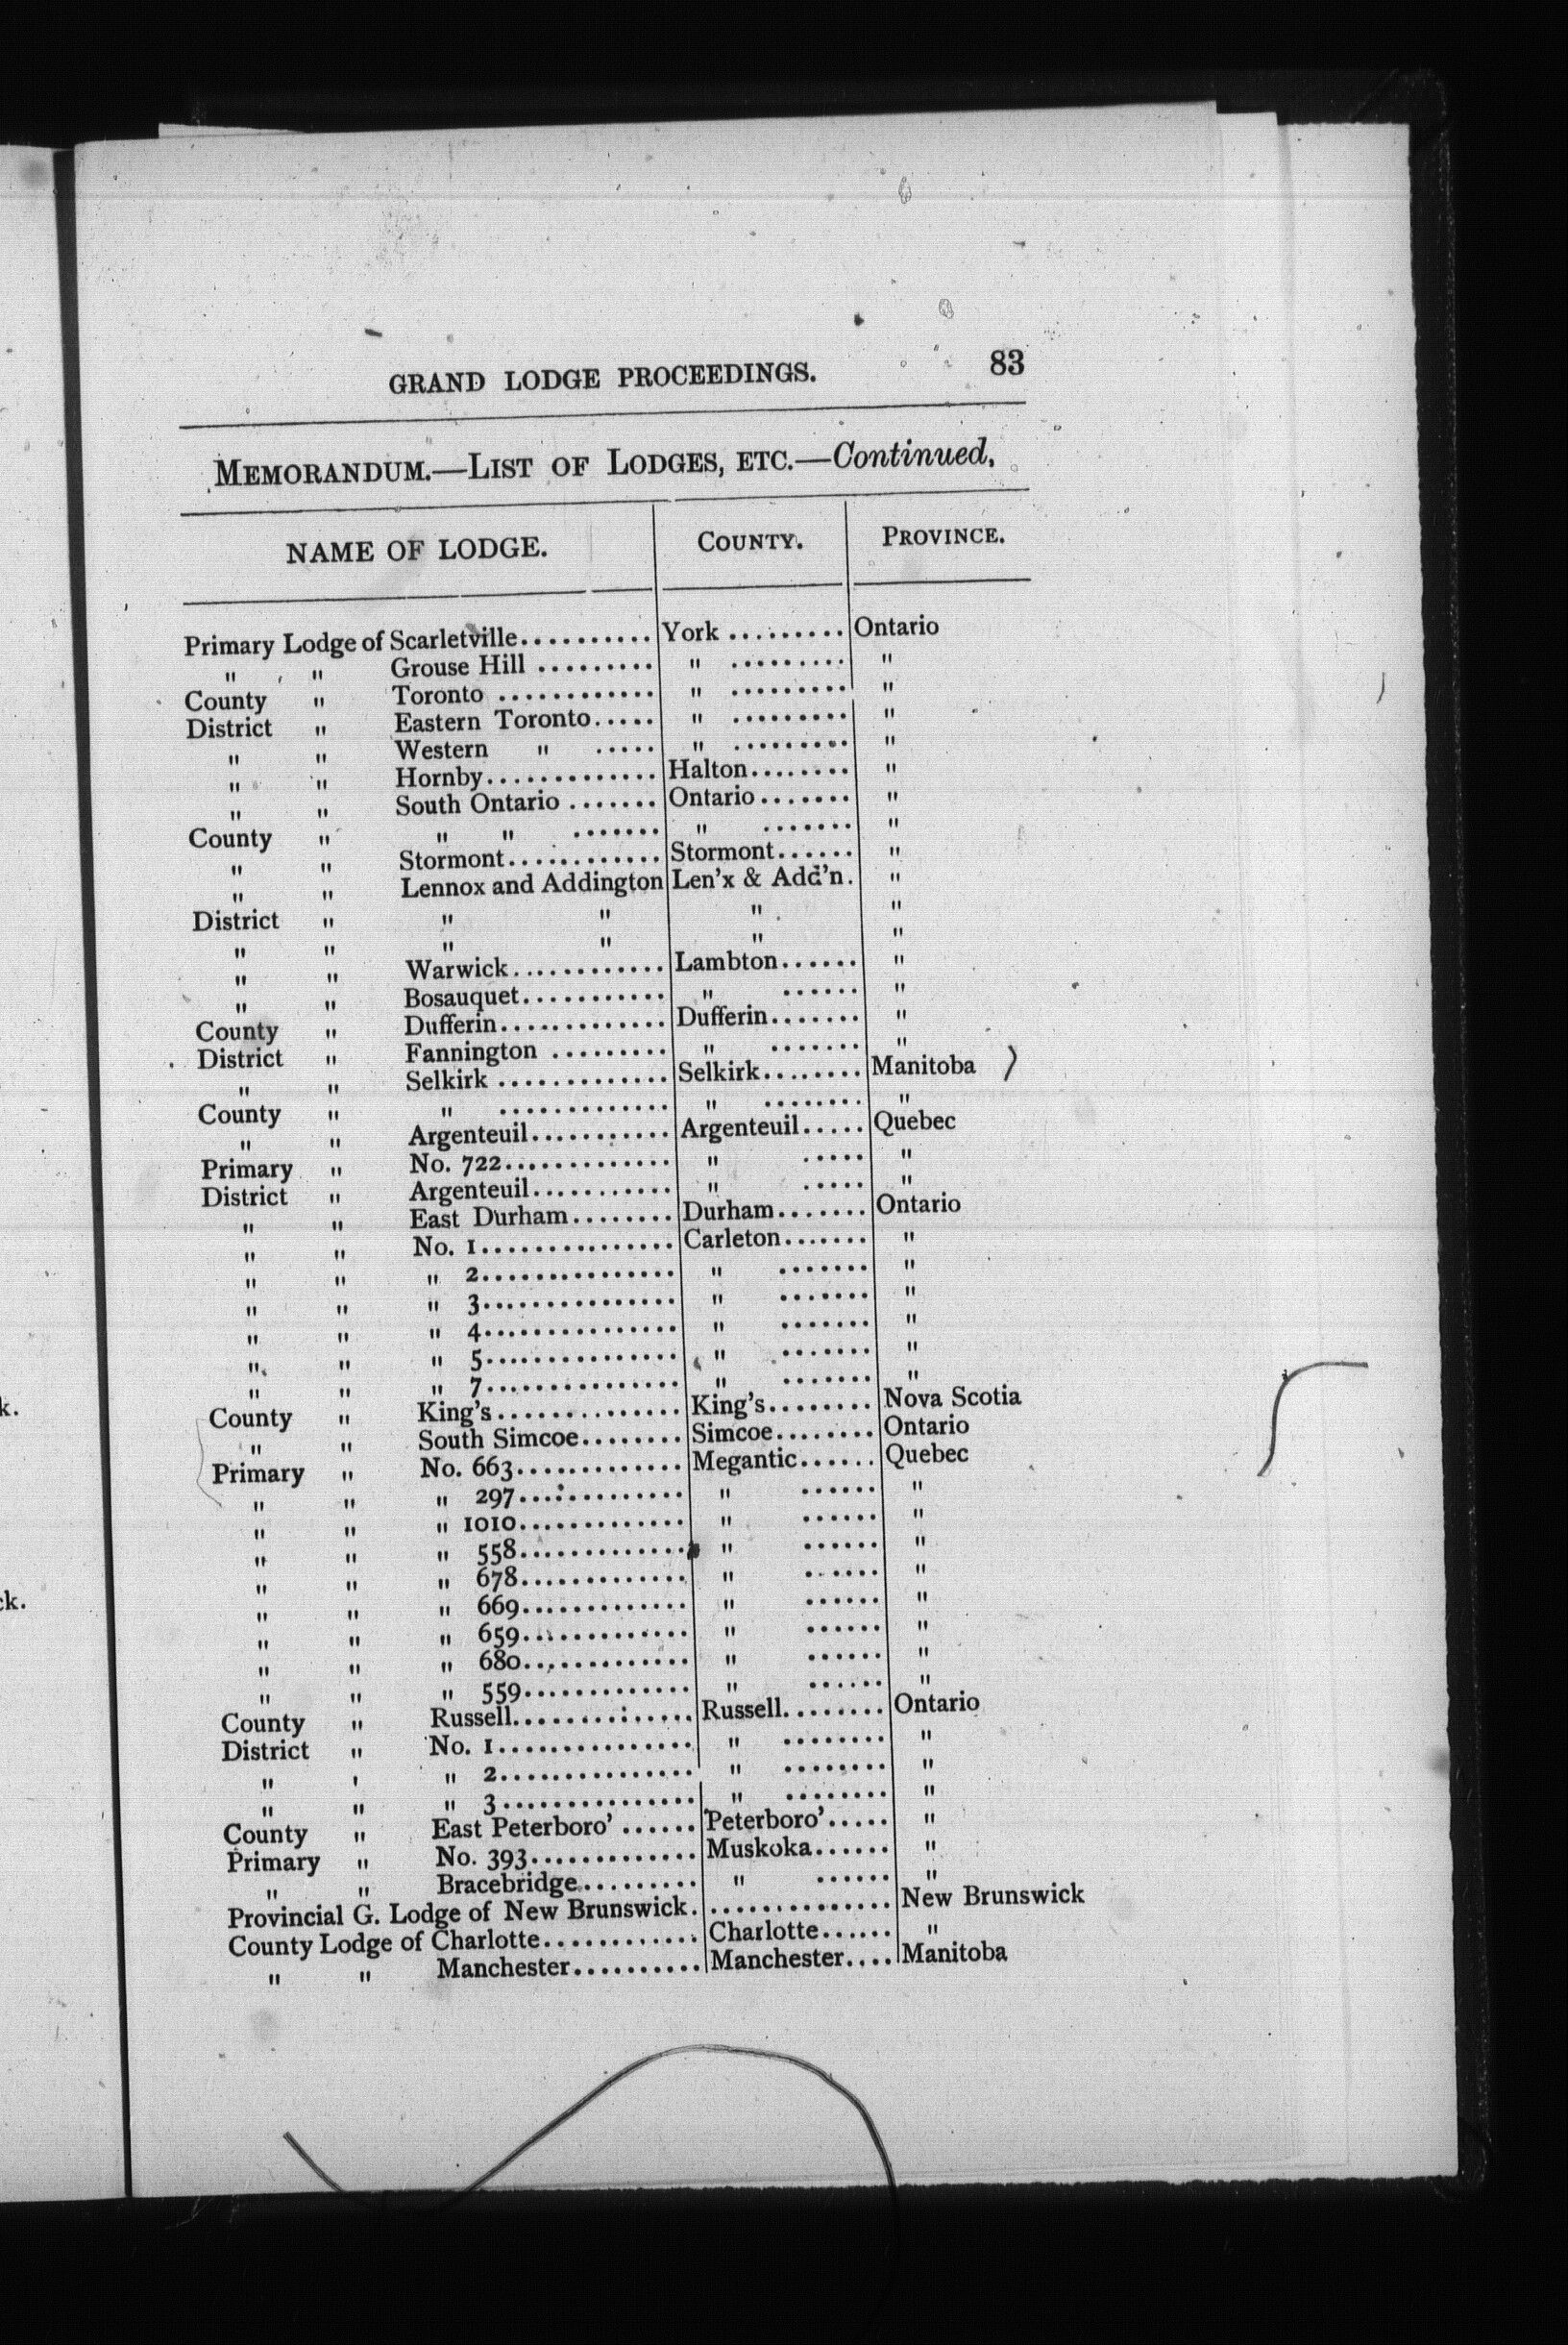 GRAND LODGE PROCEEDINGS. 83
MEMORANDUM.—LIST OF LODGES, ETC.—Continued.
NAME OF LODGE. COUNTY. PROVINCE.
Primary Lodge of Scarletville.......... York ......... Ontario
" " Grouse Hill ......... " ......... "
County " Toronto ............ " ......... "
District " Eastern Toronto..... " ......... "
" " Western " ..... " ......... "
" " Hornby............. Halton........ "
" " South Ontario ....... Ontario....... "
County " " " ....... " ....... "
" " Stormont............ Stormont...... "
" " Lennox and Addington Len'x & Add'n. "
District " " " " "
" " " " " "
" " Warwick............ Lambton...... "
" " Bosauquet........... " ...... "
County " Dufferin............. Dufferin....... "
District " Fannington ......... " ....... "
" " Selkirk ............. Selkirk........ Manitoba
County " " ............. " ........ "
" " Argenteuil........... Argenteuil..... Quebec
Primary " No. 722............. " ..... "
District " Argenteuil........... " ..... "
" " East Durham........ Durham....... Ontario
" " No. 1............... Carleton....... "
" " " 2............... " ....... "
" " " 3............... " ....... "
" " " 4............... " ....... "
" " " 5............... " ....... "
" " " 7............... " ....... "
County " King's.............. King's........ Nova Scotia
" " South Simcoe........ Simcoe........ Ontario
Primary " No. 663............. Megantic...... Quebec
" " " 297............. " ...... "
" " " 1010............. " ...... "
" " " 558............. " ...... "
" " " 678............. " ...... "
" " " 669............. " ...... "
" " " 659............. " ...... "
" " " 680............. " ...... "
" " " 559............. " ...... "
County " Russell.............. Russell........ Ontario
District " No. 1............... " ........ "
" ' " 2............... " ........ "
" " " 3............... " ........ "
County " East Peterboro' ...... Peterboro'..... "
Primary " No. 393............. Muskoka...... "
" " Bracebridge......... " ...... "
Provincial G. Lodge of New Brunswick. .............. New Brunswick
County Lodge of Charlotte............ Charlotte...... "
" " Manchester.......... Manchester.... Manitoba
k.
ck.